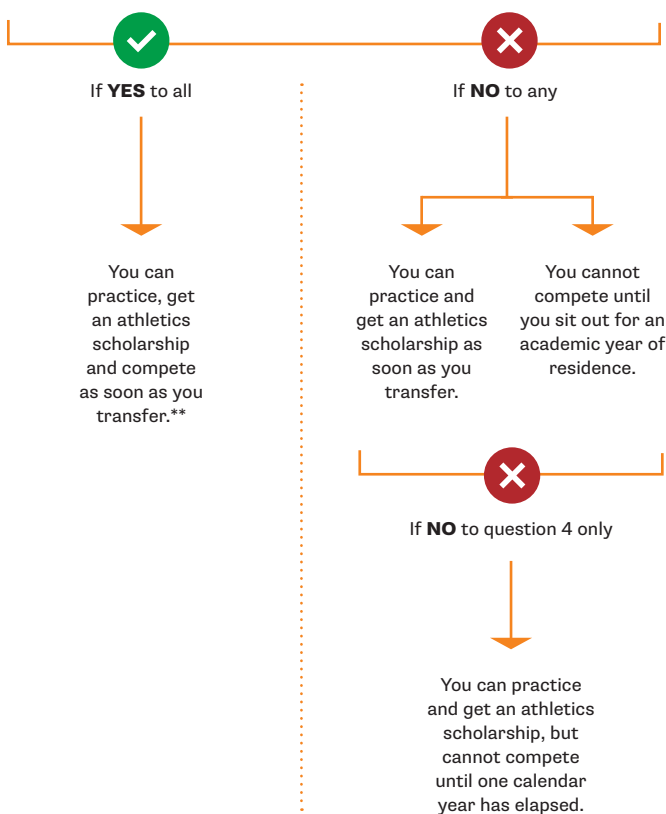 If YES to all
You can
practice, get
an athletics
scholarship
and compete
as soon as you
transfer.**
If NO to any
You can
practice and
get an athletics
scholarship as
soon as you
transfer.
You cannot
compete until
you sit out for an
academic year of
residence.
If NO to question 4 only
You can practice
and get an athletics
scholarship, but
cannot compete
until one calendar
year has elapsed.